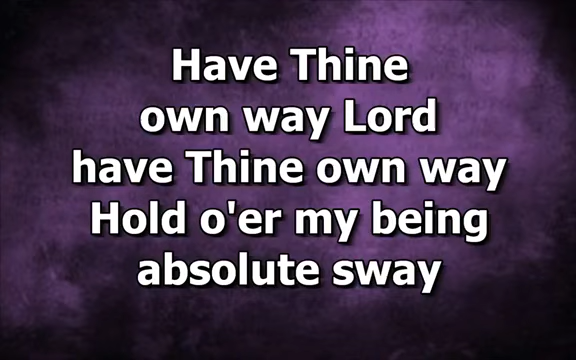 Have Thine
own way Lord
have Thine own way
Hold o'er my being
absolute sway